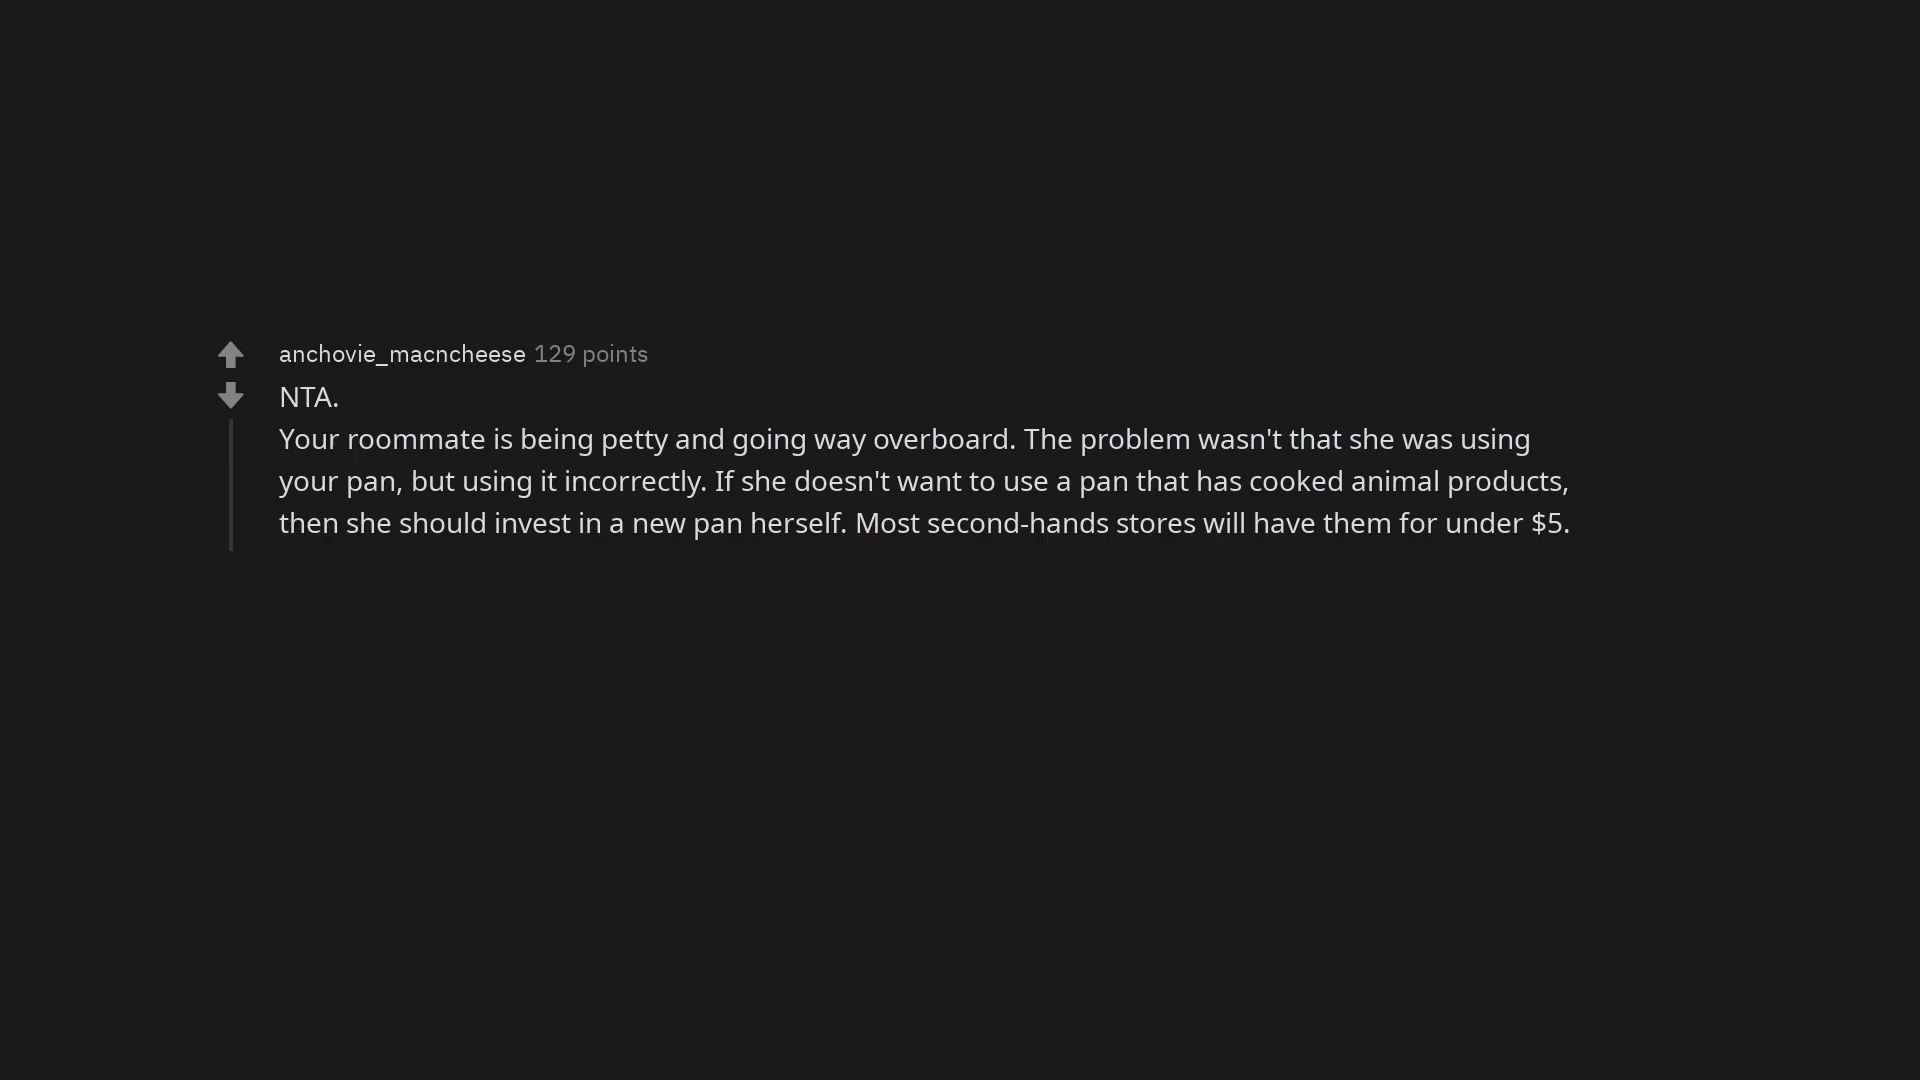 anchovie_macncheese 129 points
NTA.
Your roommate is being petty and going way overboard. The problem wasn't that she was using
your pan, but using it incorrectly. If she doesn't want to use a pan that has cooked animal products,
then she should invest in a new pan herself. Most second-hands stores will have them for under $5.